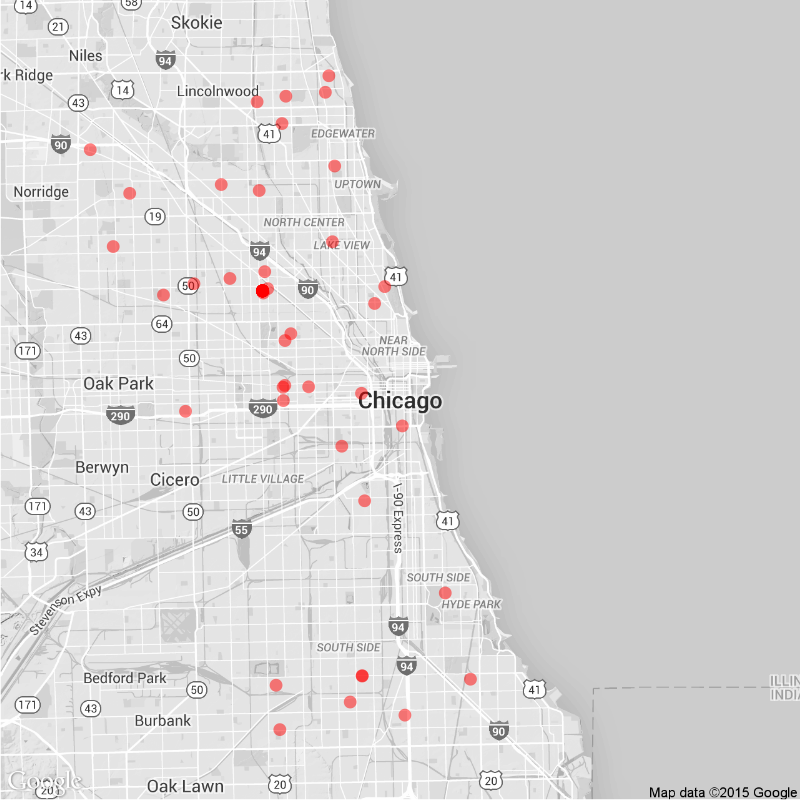 14
58
Skokie
21
Niles
94
rk Ridge
14
Lincolnwood
43
41
EDGEWATER
90
Norridge
UPTOWN
19
NORTH CENTER
LAKE VIEW
94
41
50
90
64
43
NEAR
NORTH SIDE
171
50
Oak Park
Chicago
290
290
Berwyn
Cicero
LITTLE VILLAGE
171
43
50
I-90 Express
41
55
34
SOUTH SIDE
HYDE PARK
Stevenson Expy
94
SOUTH SIDE
94
Bedford Park
50
41
ILLIN
INDIA
171
43
Burbank
90
Google
20
Oak Lawn
20
20
Map data ©2015 Google